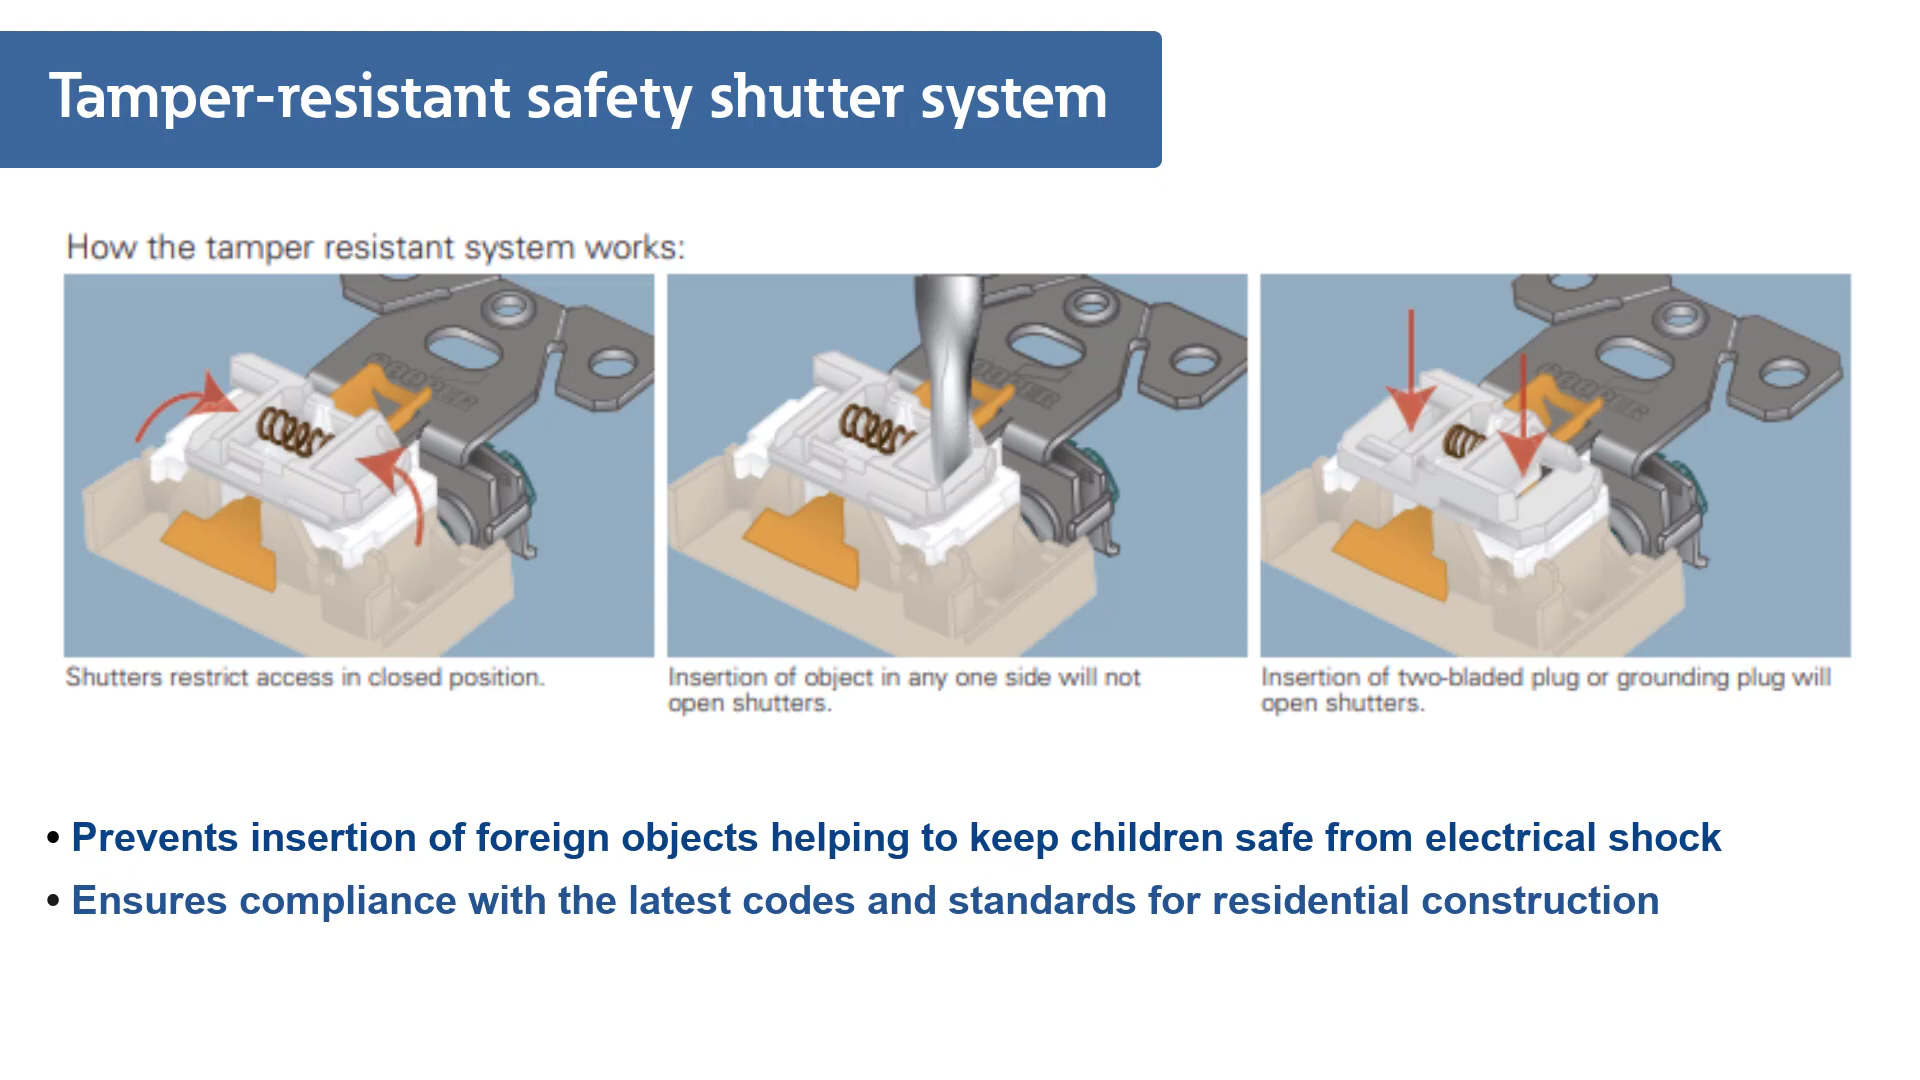 Tamper-resistant safety shutter system
How the tamper resistant system works:
COOPER
Shutters restrict access in closed position.
Insertion of object in any one side will not
open shutters.
Insertion of two-bladed plug or grounding plug will
open shutters.
• Prevents insertion of foreign objects helping to keep children safe from electrical shock
• Ensures compliance with the latest codes and standards for residential construction